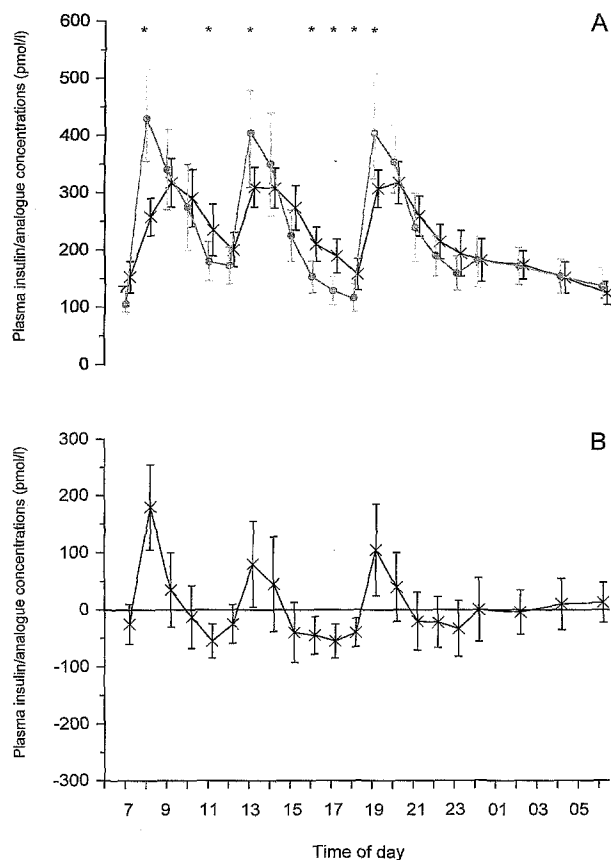 A
* * * * * * *
Plasma insulin/analogue concentrations (pmol/l)
600
500
400
300
200
100
0
B
Plasma insulin/analogue concentrations (pmol/l)
300
200
100
0
-100
-200
-300
7 9 11 13 15 17 19 21 23 01 03 05
Time of day